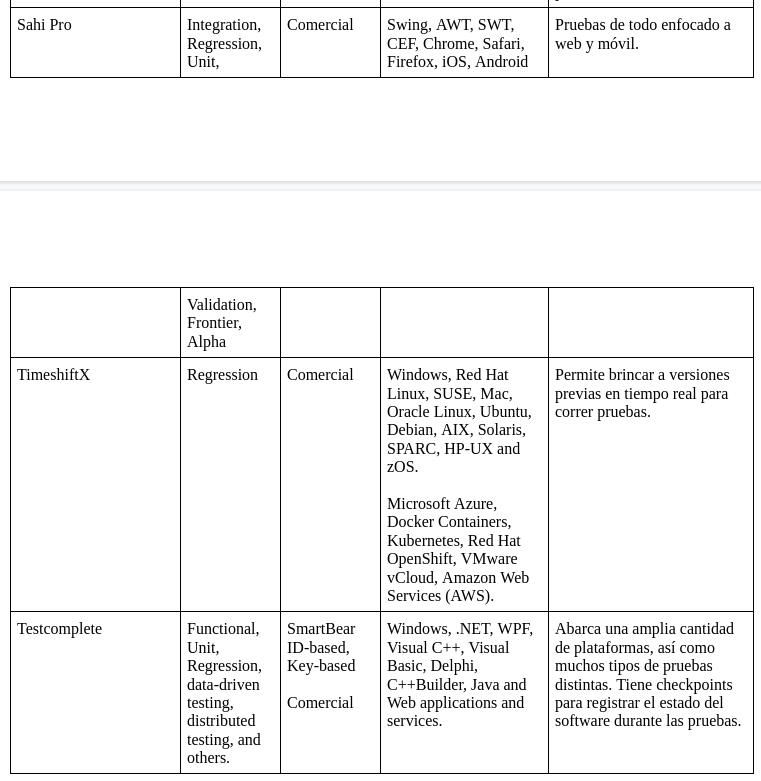 Sahi Pro
Integration,
Regression,
Unit,
Comercial
Swing, AWT, SWT,
CEF, Chrome, Safari,
Firefox, iOS, Android
Pruebas de todo enfocado a
web y móvil.
Validation,
Frontier,
Alpha
TimeshiftX
Regression
Comercial
Windows, Red Hat
Linux, SUSE, Mac,
Oracle Linux, Ubuntu,
Debian, AIX, Solaris,
SPARC, HP-UX and
zOS.
Microsoft Azure,
Docker Containers,
Kubernetes, Red Hat
OpenShift, VMware
vCloud, Amazon Web
Services (AWS).
Permite brincar a versiones
previas en tiempo real para
correr pruebas.
Testcomplete
Functional,
Unit,
Regression,
data-driven
testing,
distributed
testing, and
others.
SmartBear
ID-based,
Key-based
Comercial
Windows, .NET, WPF,
Visual C++, Visual
Basic, Delphi,
C++Builder, Java and
Web applications and
services.
Abarca una amplia cantidad
de plataformas, así como
muchos tipos de pruebas
distintas. Tiene checkpoints
para registrar el estado del
software durante las pruebas.